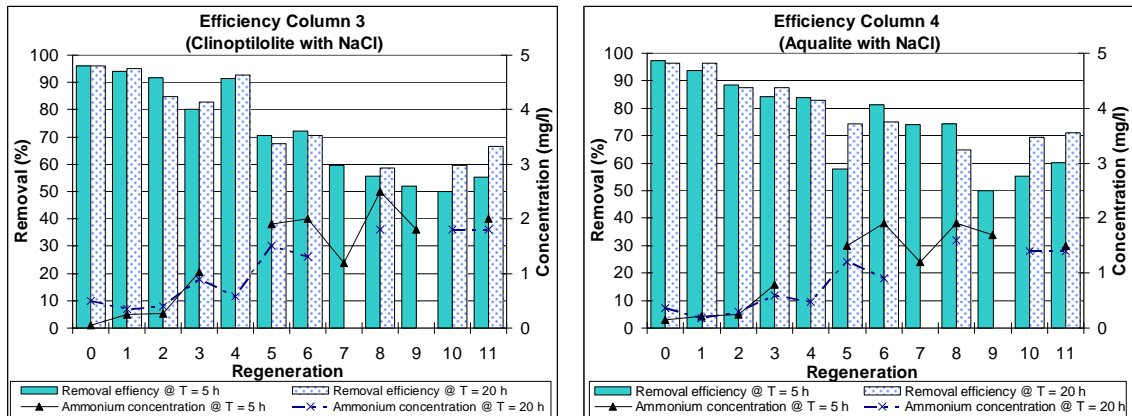 Efficiency Column 3
(Clinoptilolite with NaCl)
Removal (%)
100
90
80
70
60
50
40
30
20
10
0
5
4
3
2
1
0
Concentration (mg/l)
0 1 2 3 4 5 6 7 8 9 10 11
Regeneration
Removal effiency @ T = 5 h
Removal efficiency @ T = 20 h
Ammonium concentration @ T = 5 h
Ammonium concentration @ T = 20 h
Efficiency Column 4
(Aqualite with NaCl)
Removal (%)
100
90
80
70
60
50
40
30
20
10
0
5
4
3
2
1
0
Concentration (mg/l)
0 1 2 3 4 5 6 7 8 9 10 11
Regeneration
Removal effiency @ T = 5 h
Removal efficiency @ T = 20 h
Ammonium concentration @ T = 5 h
Ammonium concentration @ T = 20 h